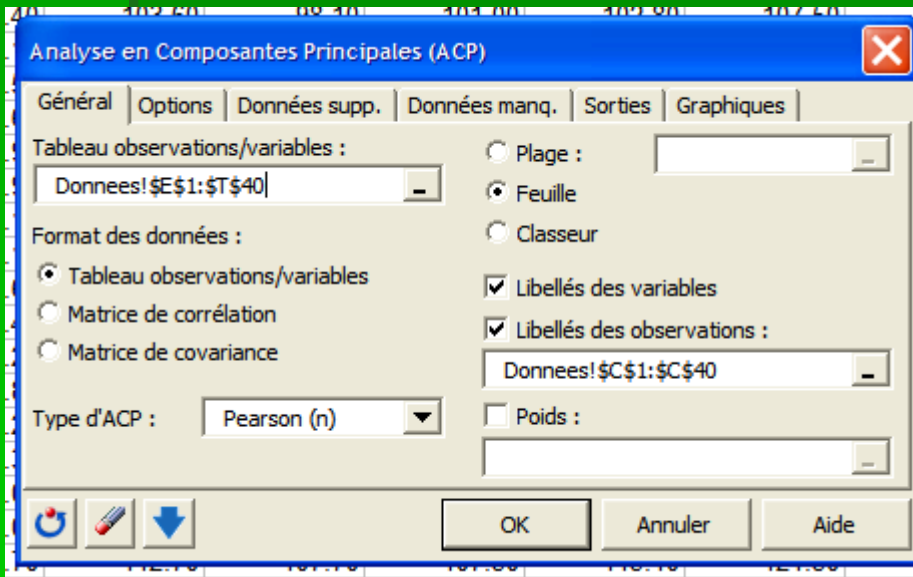 Analyse en Composantes Principales (ACP)
Général
Options
Données supp.
Données manq.
Sorties
Graphiques
Tableau observations/variables :
Donnees!$E$1:$T$40
Format des données :
Tableau observations/variables
Matrice de corrélation
Matrice de covariance
Type d'ACP :
Pearson (n)
Plage :
Feuille
Classeur
Libellés des variables
Libellés des observations :
Donnees!$C$1:$C$40
Poids :
OK
Annuler
Aide